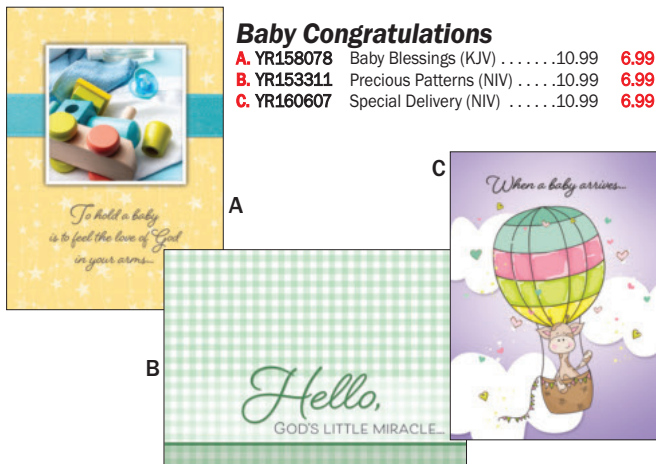 Baby Congratulations
A. YR158078 Baby Blessings (KJV) . . . . . . .10.99 6.99
B. YR153311 Precious Patterns (NIV) . . . . . .10.99 6.99
C. YR160607 Special Delivery (NIV) . . . . . .10.99 6.99
To hold a baby
is to feel the love of God
in your arms...
A
B
Hello,
GOD'S LITTLE MIRACLE...
C
When a baby arrives...